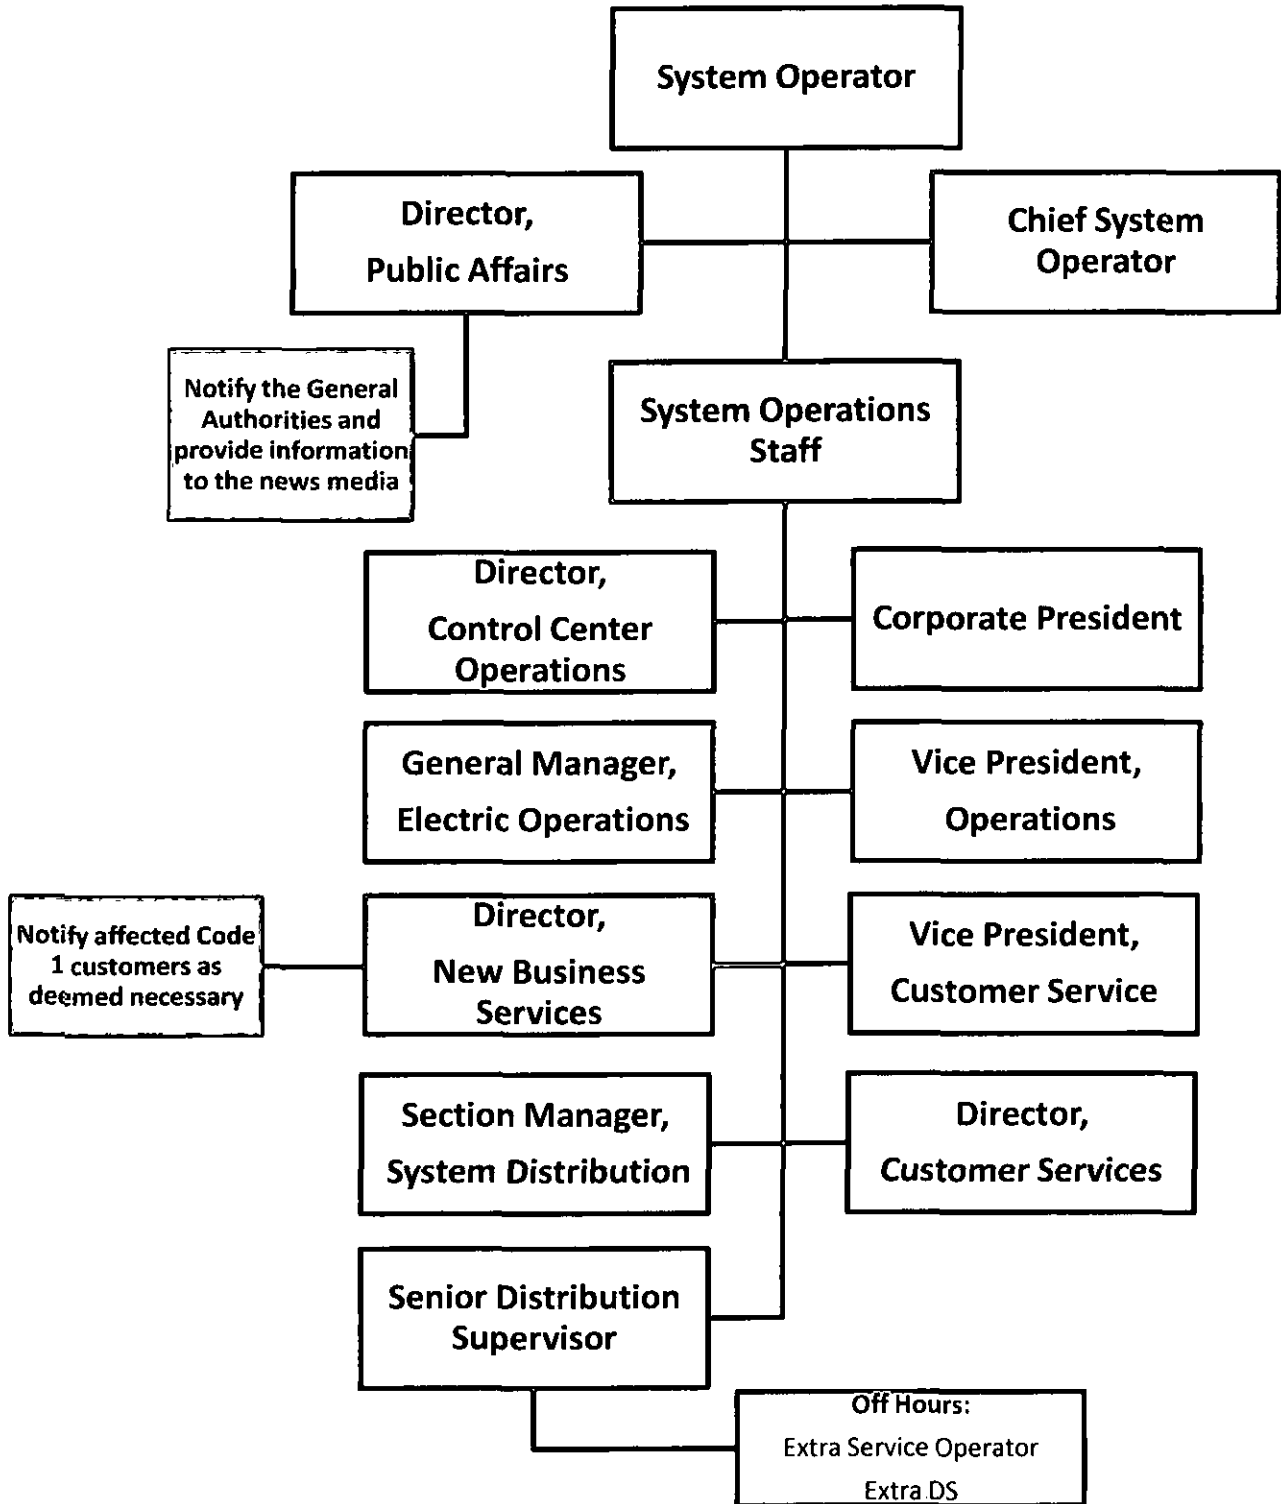 System Operator
Director,
Public Affairs
Chief System
Operator
Notify the General
Authorities and
provide information
to the news media
System Operations
Staff
Director,
Control Center
Operations
Corporate President
General Manager,
Electric Operations
Vice President,
Operations
Notify affected Code
1 customers as
deemed necessary
Director,
New Business
Services
Vice President,
Customer Service
Section Manager,
System Distribution
Director,
Customer Services
Senior Distribution
Supervisor
Off Hours:
Extra Service Operator
Extra DS